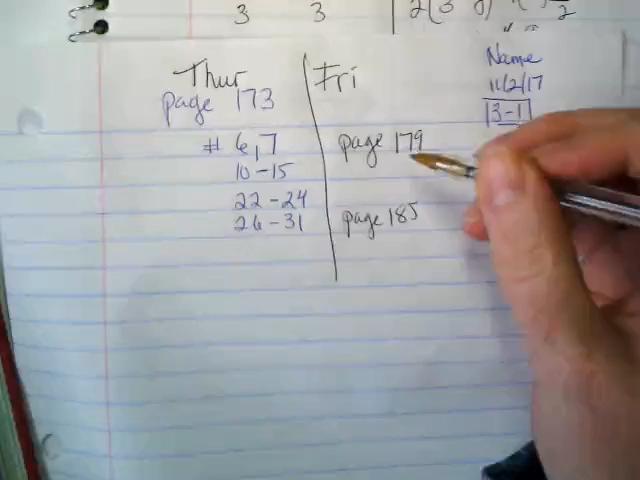 3 3
Thur
page 173
# 6, 7
10-15
22-24
26-31
Fri
page 179
page 185
Name
11/2/17
3-1